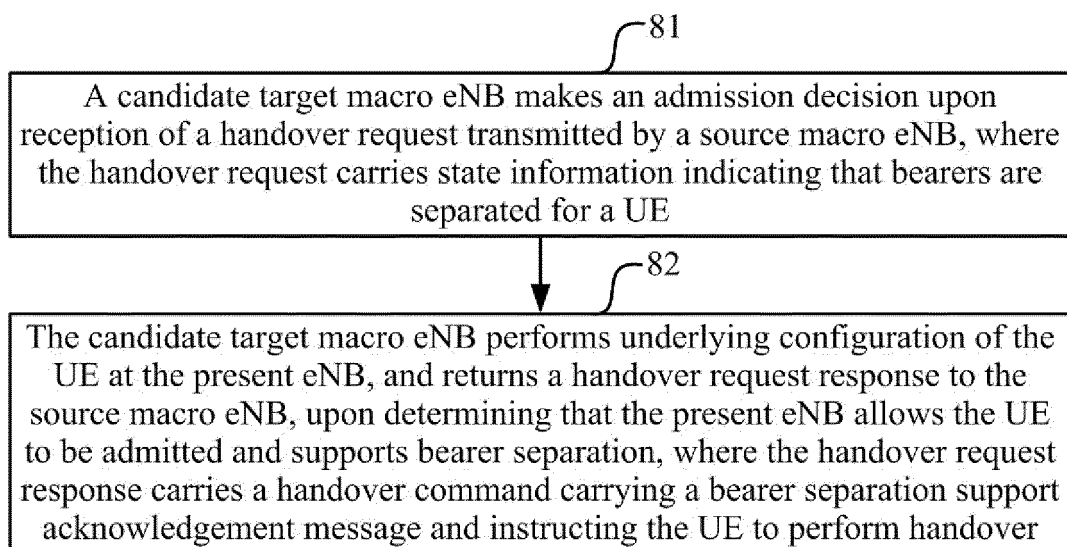 81
A candidate target macro eNB makes an admission decision upon
reception of a handover request transmitted by a source macro eNB, where
the handover request carries state information indicating that bearers are
separated for a UE
82
The candidate target macro eNB performs underlying configuration of the
UE at the present eNB, and returns a handover request response to the
source macro eNB, upon determining that the present eNB allows the UE
to be admitted and supports bearer separation, where the handover request
response carries a handover command carrying a bearer separation support
acknowledgement message and instructing the UE to perform handover